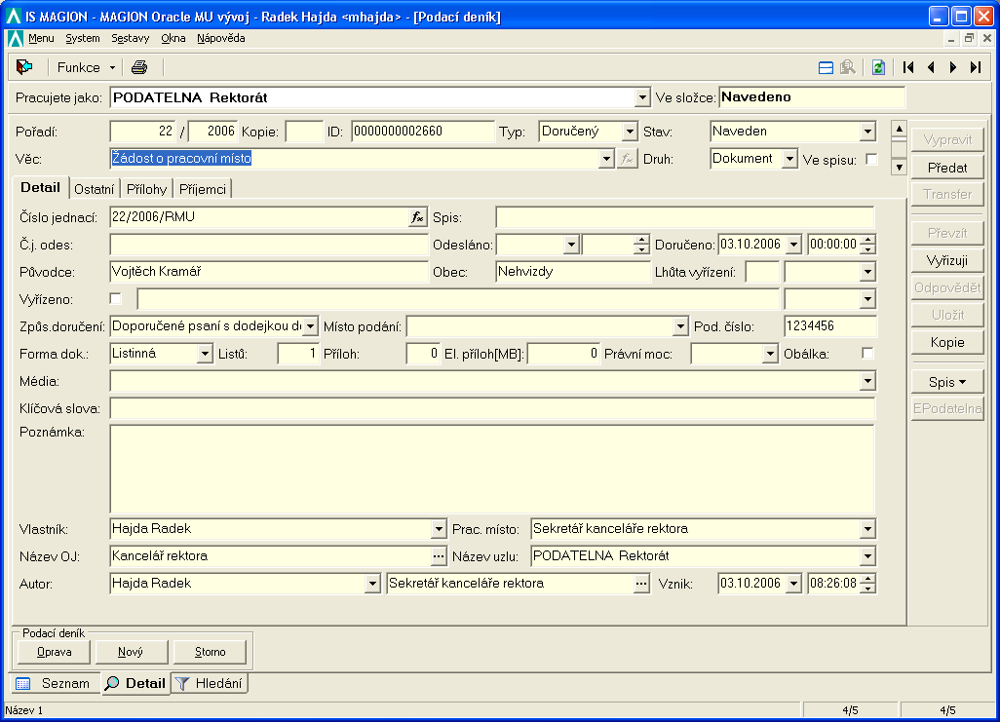 IS MAGION - MAGION Oracle MU vývoj - Radek Hajda <mhajda> - [Podací deník]
Menu System Sestavy Okna Nápověda
Funkce
Pracujete jako: PODATELNA Rektorát Ve složce: Navedeno
Pořadí: 22 / 2006 Kopie: ID: 0000000002660 Typ: Doručený Stav: Naveden
Věc: Žádost o pracovní místo fx Druh: Dokument Ve spisu:
Vypravit
Předat
Transfer
Převzít
Vyřizuji
Odpovědět
Uložit
Kopie
Spis
EPodatelna
Detail Ostatní Přílohy Příjemci
Číslo jednací: 22/2006/RMU fx Spis:
Č.j. odes: Odesláno: Doručeno: 03.10.2006 00:00:00
Původce: Vojtěch Kramář Obec: Nehvizdy Lhůta vyřízení:
Vyřízeno:
Způs.doručení: Doporučené psaní s dodejkou Místo podání: Pod. číslo: 1234456
Forma dok.: Listinná Listů: 1 Příloh: 0 El. příloh[MB]: 0 Právní moc: Obálka:
Média:
Klíčová slova:
Poznámka:
Vlastník: Hajda Radek Prac. místo: Sekretář kanceláře rektora
Název OJ: Kancelář rektora ... Název uzlu: PODATELNA Rektorát
Autor: Hajda Radek Sekretář kanceláře rektora ... Vznik: 03.10.2006 08:26:08
Podací deník
Oprava Nový Storno
Seznam Detail Hledání
Název 1 4/5 4/5